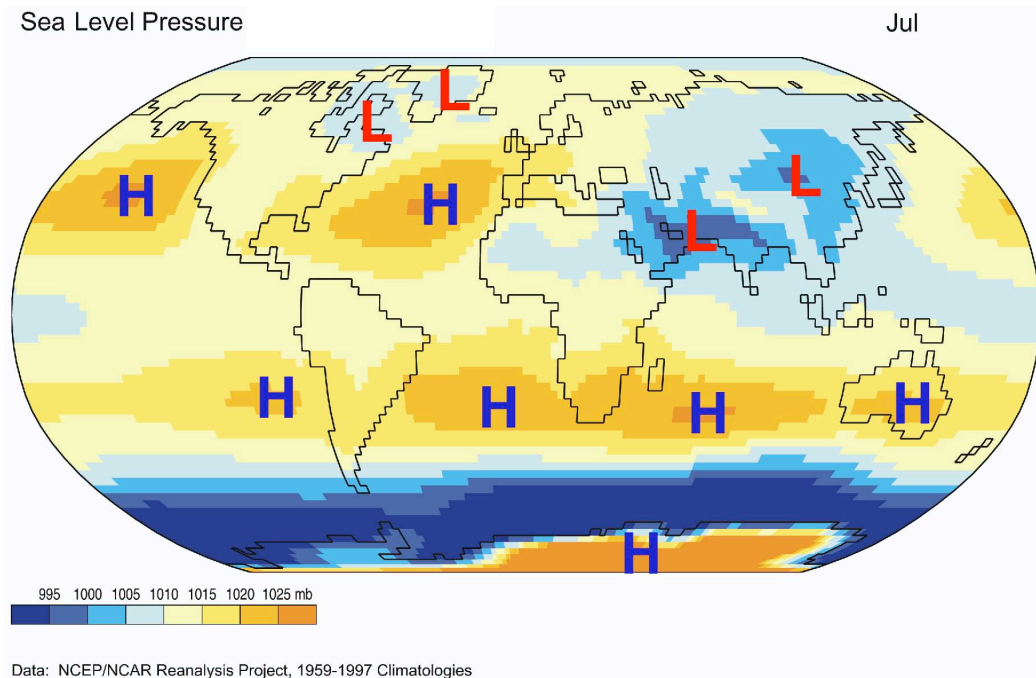 Sea Level Pressure
Jul
L
L
L
H
H
L
H
H
H
H
H
995 1000 1005 1010 1015 1020 1025 mb
Data: NCEP/NCAR Reanalysis Project, 1959-1997 Climatologies